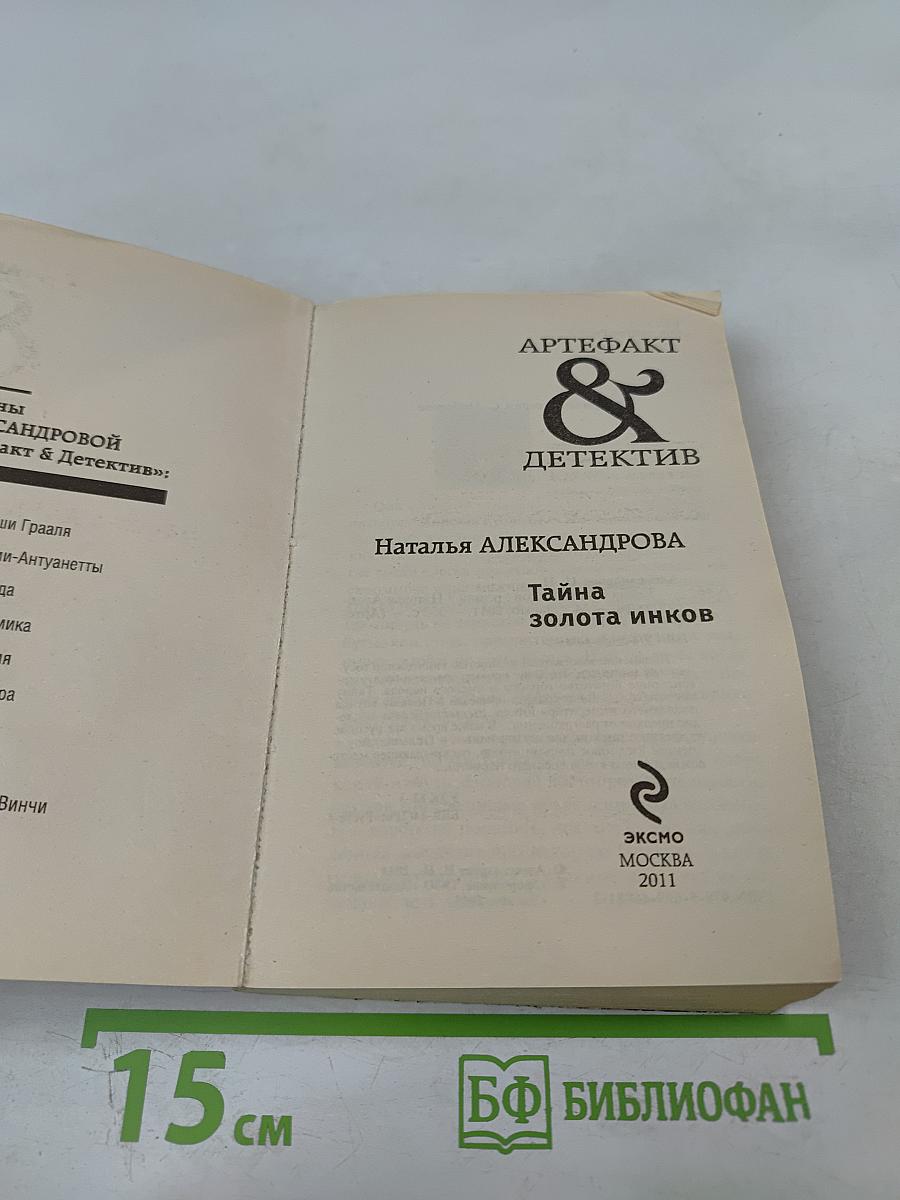 ны
САНДРОВОЙ
акт & Детектив»:
ши Грааля
ии-Антуанетты
да
мика
ия
ра
Винчи
АРТЕФАКТ
&
ДЕТЕКТИВ
Наталья АЛЕКСАНДРОВА
Тайна
золота инков
ЭКСМО
МОСКВА
2011
15 см
БФ БИБЛИОФАН